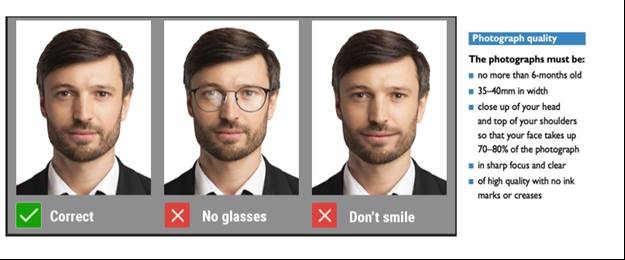 Correct
No glasses
Don't smile
Photograph quality
The photographs must be:
no more than 6-months old
35–40mm in width
close up of your head
and top of your shoulders
so that your face takes up
70–80% of the photograph
in sharp focus and clear
of high quality with no ink
marks or creases